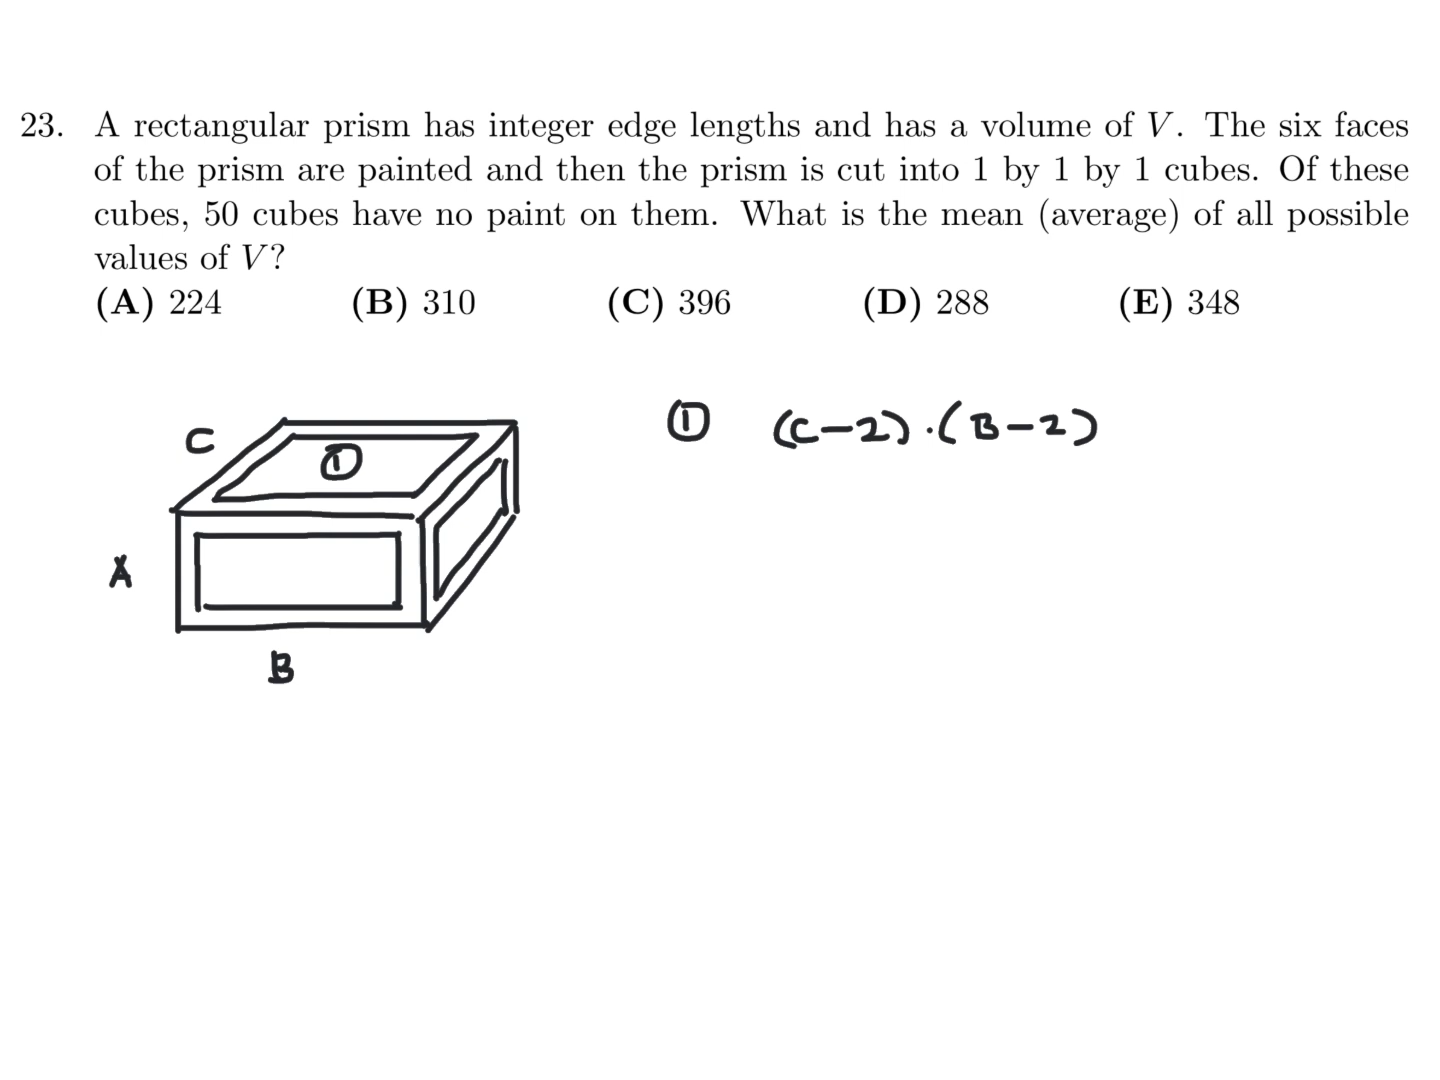 23. A rectangular prism has integer edge lengths and has a volume of V. The six faces
of the prism are painted and then the prism is cut into 1 by 1 by 1 cubes. Of these
cubes, 50 cubes have no paint on them. What is the mean (average) of all possible
values of V?
(A) 224 (B) 310 (C) 396 (D) 288 (E) 348
① (C-2)·(B-2)
C
①
A
B